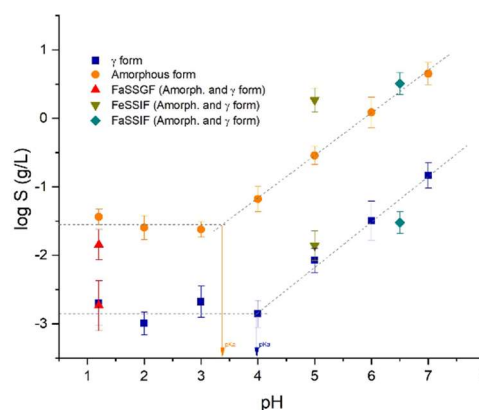 γ form
Amorphous form
FaSSGF (Amorph. and γ form)
FeSSIF (Amorph. and γ form)
FaSSIF (Amorph. and γ form)
log S (g/L)
1
0
-1
-2
-3
pKa
pKa
1 2 3 4 5 6 7
pH